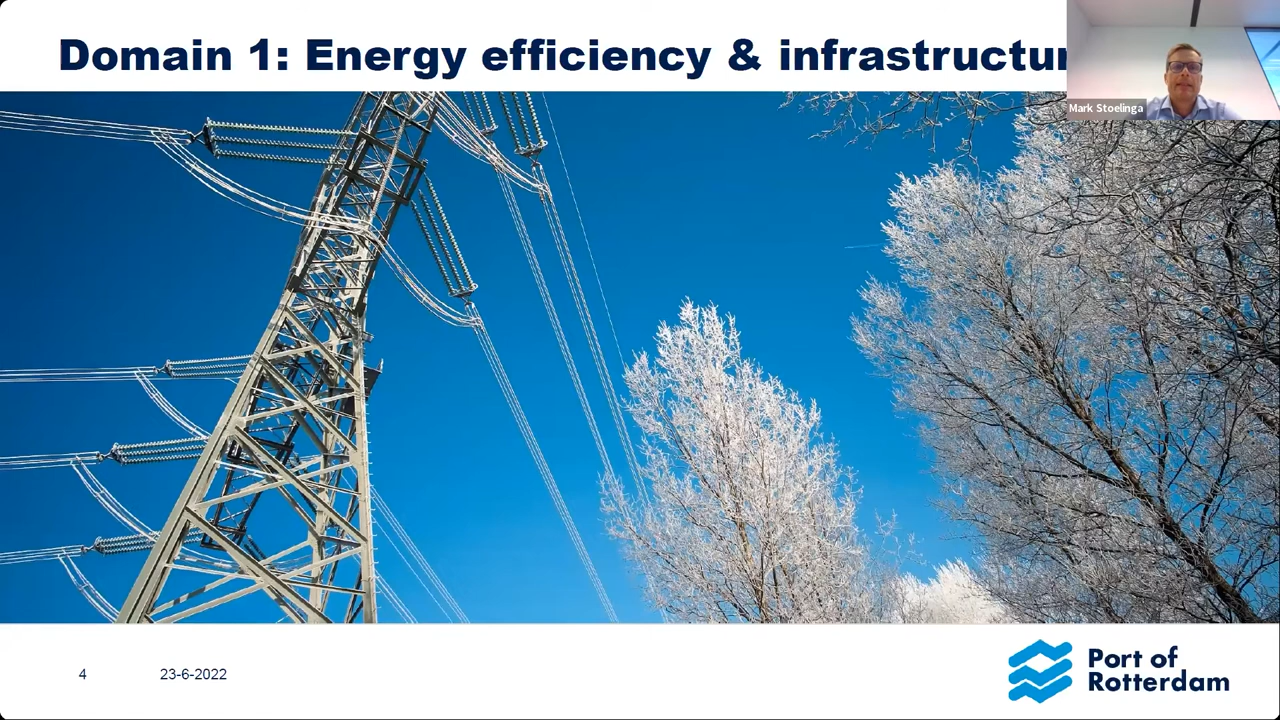 Domain 1: Energy efficiency & infrastructur
Mark Stoelinga
4
23-6-2022
Port of
Rotterdam